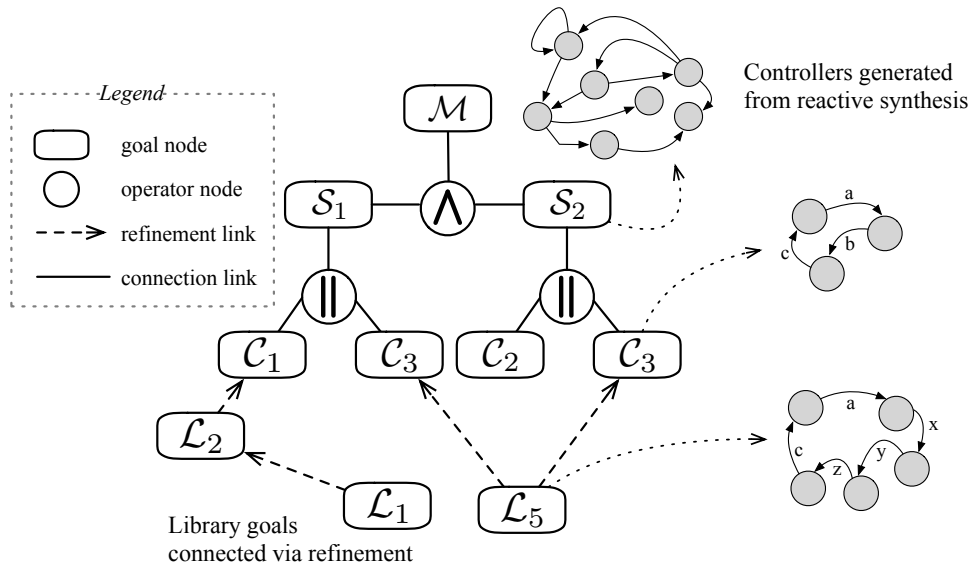 Legend
goal node
operator node
refinement link
connection link
M
S1
∧
S2
||
||
C1
C3
C2
C3
L2
L1
L5
Library goals
connected via refinement
Controllers generated
from reactive synthesis
a
b
c
a
x
y
z
c